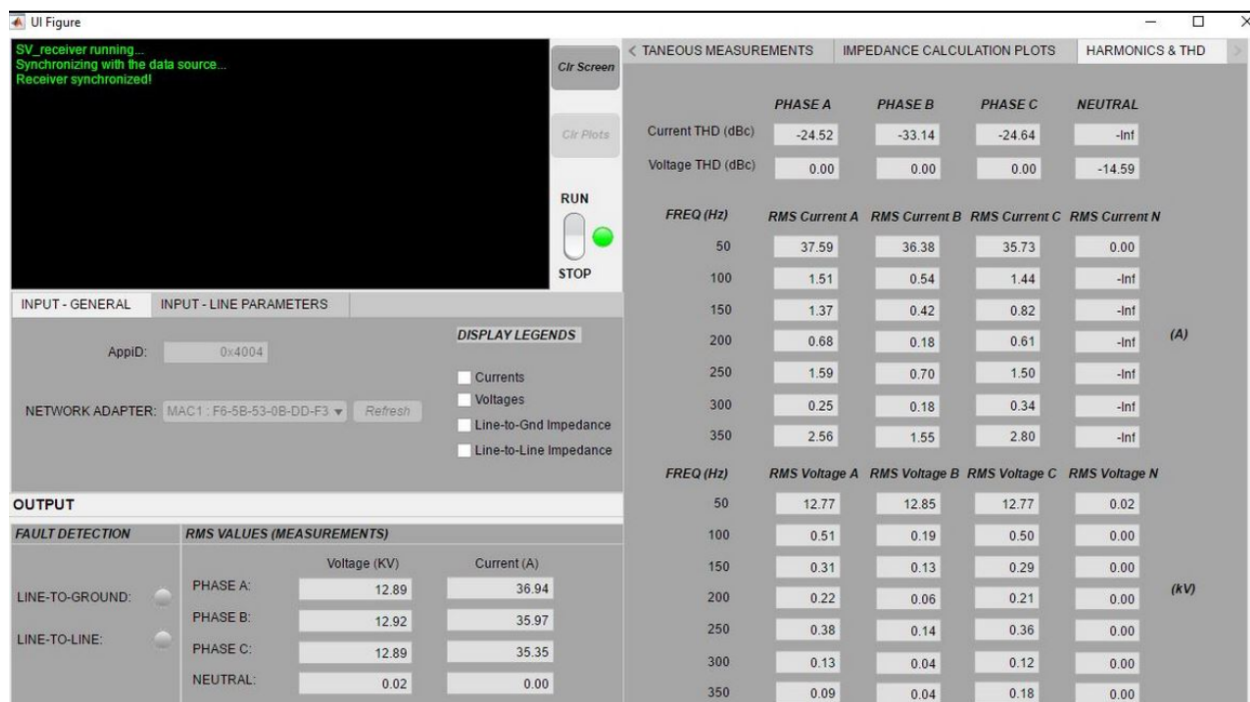 UI Figure
SV_receiver running...
Synchronizing with the data source...
Receiver synchronized!
Clr Screen
Clr Plots
RUN
STOP
INPUT - GENERAL INPUT - LINE PARAMETERS
AppiD: 0x4004
NETWORK ADAPTER: MAC1 : F6-5B-53-0B-DD-F3 Refresh
DISPLAY LEGENDS
Currents
Voltages
Line-to-Gnd Impedance
Line-to-Line Impedance
OUTPUT
FAULT DETECTION
LINE-TO-GROUND:
LINE-TO-LINE:
RMS VALUES (MEASUREMENTS)
Voltage (KV) Current (A)
PHASE A: 12.89 36.94
PHASE B: 12.92 35.97
PHASE C: 12.89 35.35
NEUTRAL: 0.02 0.00
< TANEOUS MEASUREMENTS IMPEDANCE CALCULATION PLOTS HARMONICS & THD >
PHASE A PHASE B PHASE C NEUTRAL
Current THD (dBc) -24.52 -33.14 -24.64 -Inf
Voltage THD (dBc) 0.00 0.00 0.00 -14.59
FREQ (Hz) RMS Current A RMS Current B RMS Current C RMS Current N
50 37.59 36.38 35.73 0.00
100 1.51 0.54 1.44 -Inf
150 1.37 0.42 0.82 -Inf
200 0.68 0.18 0.61 -Inf (A)
250 1.59 0.70 1.50 -Inf
300 0.25 0.18 0.34 -Inf
350 2.56 1.55 2.80 -Inf
FREQ (Hz) RMS Voltage A RMS Voltage B RMS Voltage C RMS Voltage N
50 12.77 12.85 12.77 0.02
100 0.51 0.19 0.50 0.00
150 0.31 0.13 0.29 0.00
200 0.22 0.06 0.21 0.00 (kV)
250 0.38 0.14 0.36 0.00
300 0.13 0.04 0.12 0.00
350 0.09 0.04 0.18 0.00